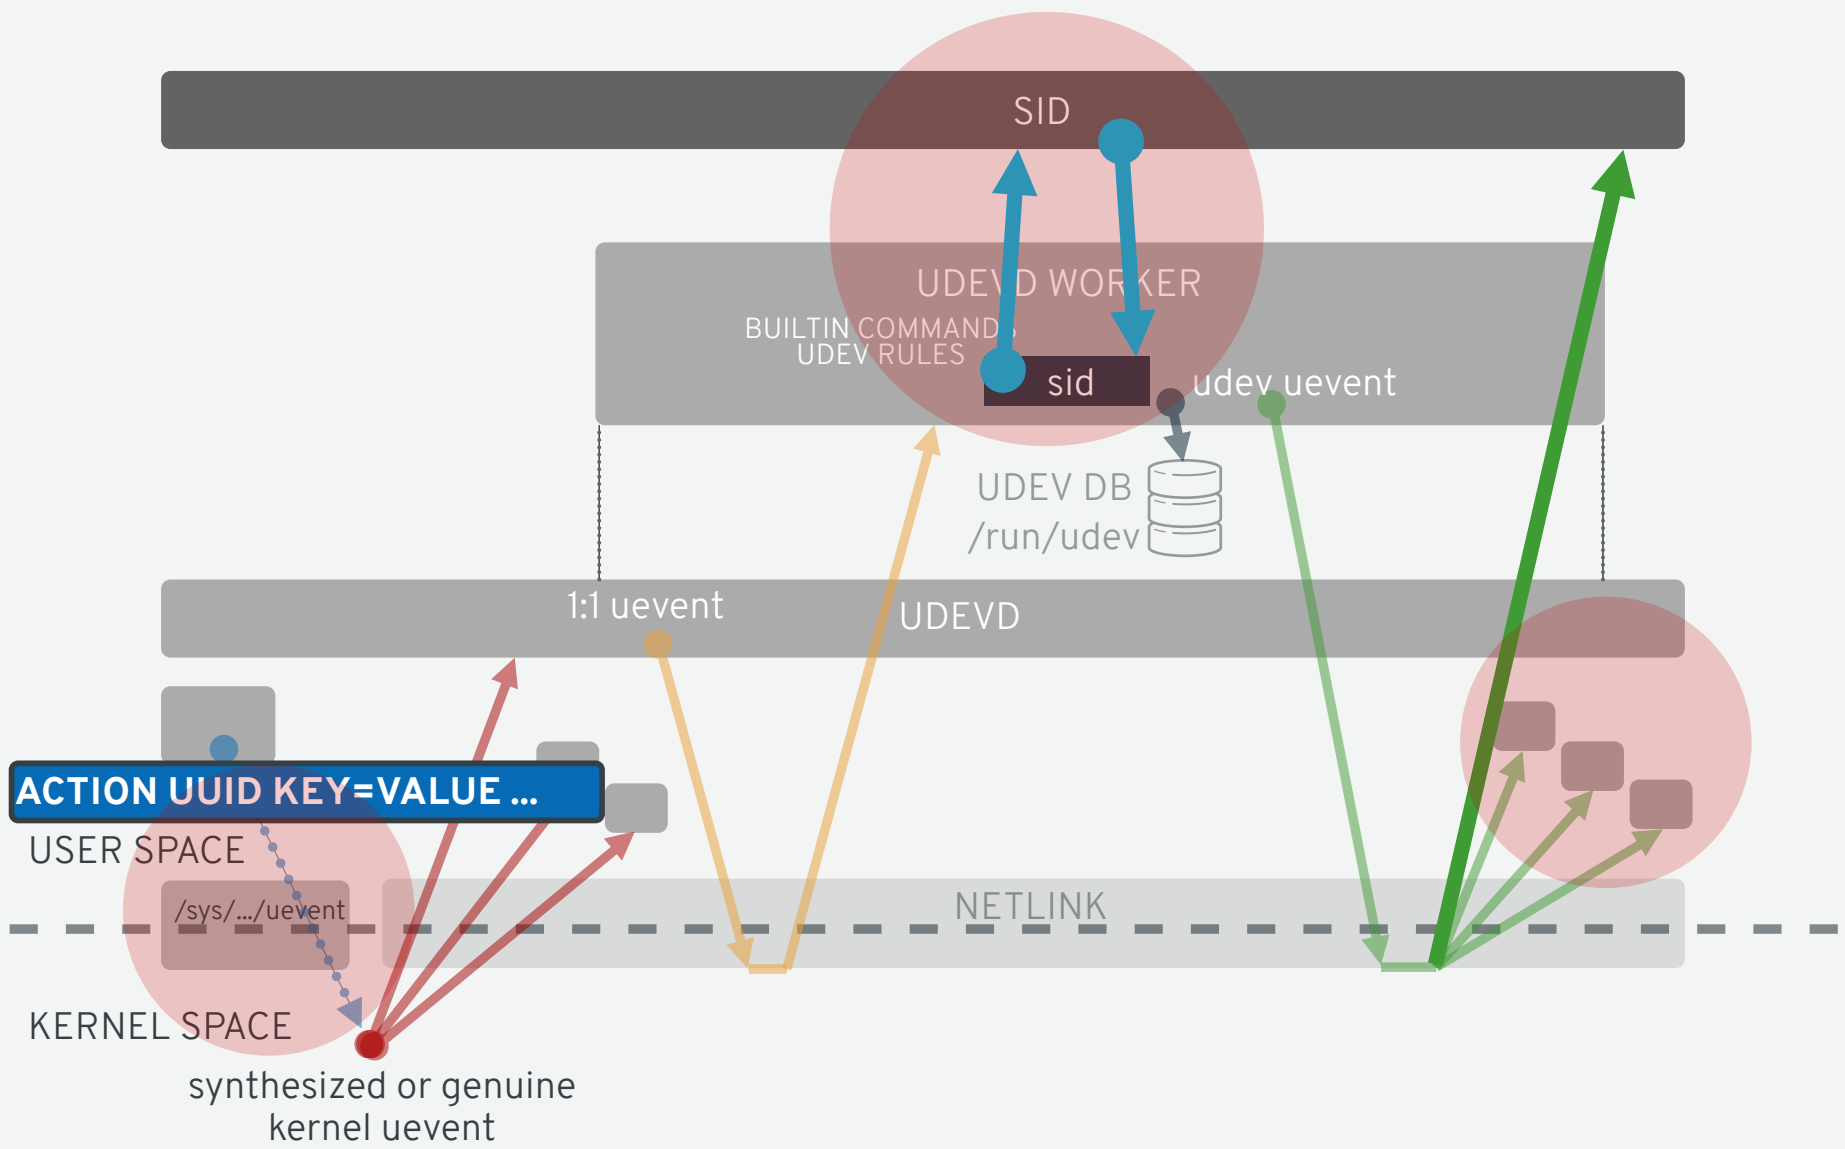 SID
UDEVD WORKER
BUILTIN COMMANDS
UDEV RULES
sid
udev uevent
UDEV DB
/run/udev
1:1 uevent
UDEVD
ACTION UUID KEY=VALUE ...
USER SPACE
/sys/.../uevent
NETLINK
KERNEL SPACE
synthesized or genuine
kernel uevent